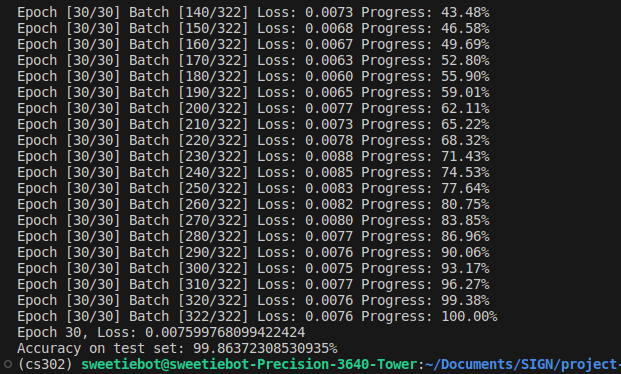 Epoch [30/30] Batch [140/322] Loss: 0.0073 Progress: 43.48%
Epoch [30/30] Batch [150/322] Loss: 0.0068 Progress: 46.58%
Epoch [30/30] Batch [160/322] Loss: 0.0067 Progress: 49.69%
Epoch [30/30] Batch [170/322] Loss: 0.0063 Progress: 52.80%
Epoch [30/30] Batch [180/322] Loss: 0.0060 Progress: 55.90%
Epoch [30/30] Batch [190/322] Loss: 0.0065 Progress: 59.01%
Epoch [30/30] Batch [200/322] Loss: 0.0077 Progress: 62.11%
Epoch [30/30] Batch [210/322] Loss: 0.0073 Progress: 65.22%
Epoch [30/30] Batch [220/322] Loss: 0.0078 Progress: 68.32%
Epoch [30/30] Batch [230/322] Loss: 0.0088 Progress: 71.43%
Epoch [30/30] Batch [240/322] Loss: 0.0085 Progress: 74.53%
Epoch [30/30] Batch [250/322] Loss: 0.0083 Progress: 77.64%
Epoch [30/30] Batch [260/322] Loss: 0.0082 Progress: 80.75%
Epoch [30/30] Batch [270/322] Loss: 0.0080 Progress: 83.85%
Epoch [30/30] Batch [280/322] Loss: 0.0077 Progress: 86.96%
Epoch [30/30] Batch [290/322] Loss: 0.0076 Progress: 90.06%
Epoch [30/30] Batch [300/322] Loss: 0.0075 Progress: 93.17%
Epoch [30/30] Batch [310/322] Loss: 0.0077 Progress: 96.27%
Epoch [30/30] Batch [320/322] Loss: 0.0076 Progress: 99.38%
Epoch [30/30] Batch [322/322] Loss: 0.0076 Progress: 100.00%
Epoch 30, Loss: 0.007599768099422424
Accuracy on test set: 99.86372308530935%
(cs302) sweetiebot@sweetiebot-Precision-3640-Tower:~/Documents/SIGN/project-